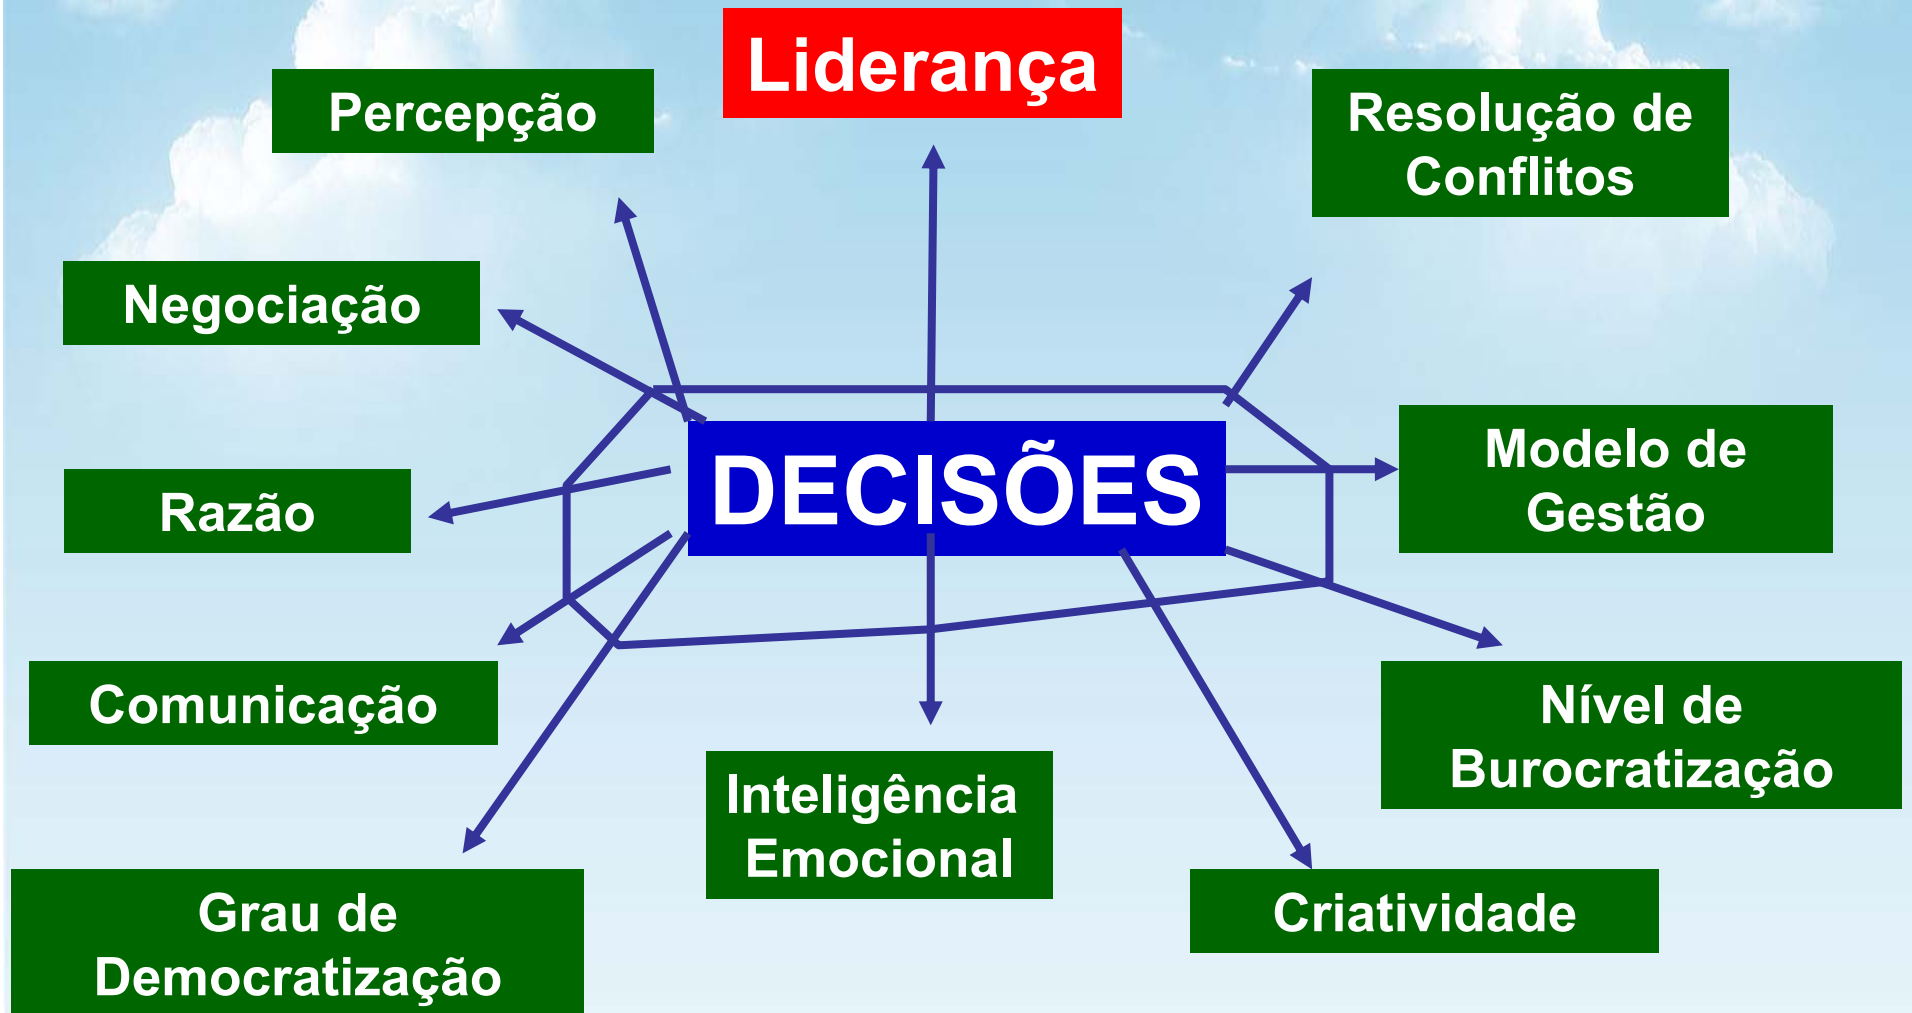 Liderança
Percepção
Resolução de
Conflitos
Negociação
DECISÕES
Modelo de
Gestão
Razão
Comunicação
Nível de
Burocratização
Inteligência
Emocional
Grau de
Democratização
Criatividade